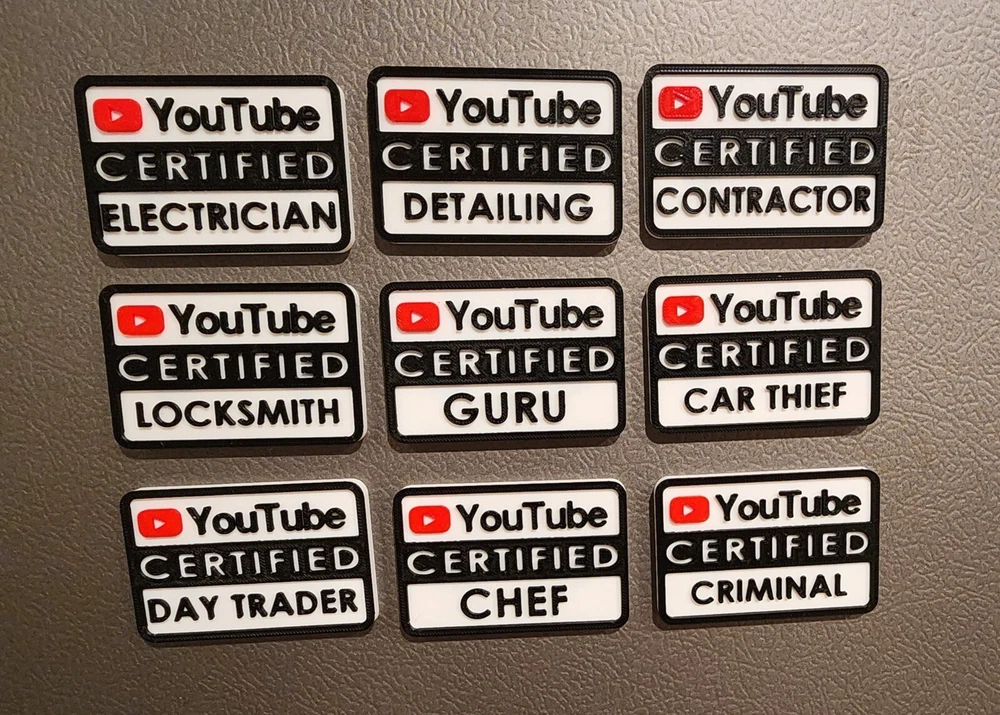 YouTube
CERTIFIED
ELECTRICIAN
YouTube
CERTIFIED
DETAILING
YouTube
CERTIFIED
CONTRACTOR
YouTube
CERTIFIED
LOCKSMITH
YouTube
CERTIFIED
GURU
YouTube
CERTIFIED
CAR THIEF
YouTube
CERTIFIED
DAY TRADER
YouTube
CERTIFIED
CHEF
YouTube
CERTIFIED
CRIMINAL